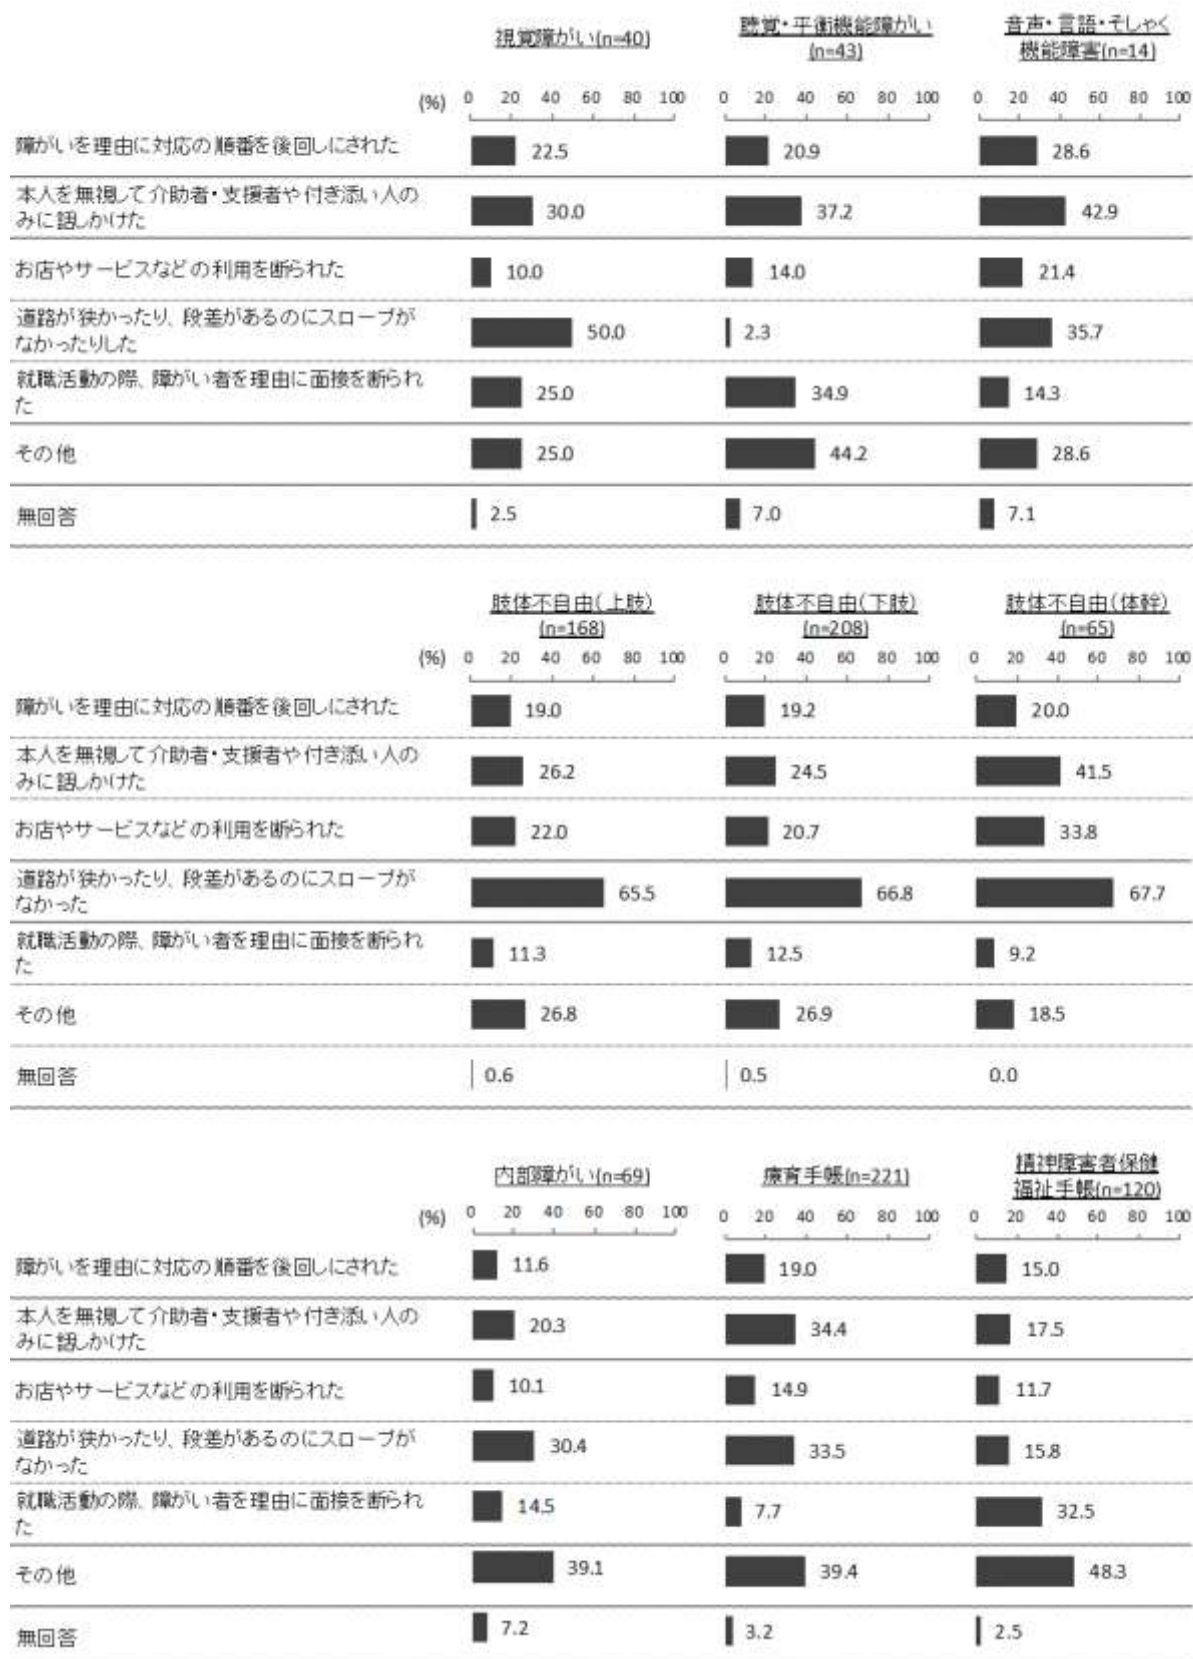 視覚障がい(n=40)
聴覚・平衡機能障がい
(n=43)
音声・言語・そしゃく
機能障害(n=14)
(%) 0 20 40 60 80 100 0 20 40 60 80 100 0 20 40 60 80 100
障がいを理由に対応の順番を後回しにされた 22.5 20.9 28.6
本人を無視して介助者・支援者や付き添い人の
みに話しかけた 30.0 37.2 42.9
お店やサービスなどの利用を断られた 10.0 14.0 21.4
道路が狭かったり、段差があるのにスロープが
なかったりした 50.0 2.3 35.7
就職活動の際、障がい者を理由に面接を断られ
た 25.0 34.9 14.3
その他 25.0 44.2 28.6
無回答 2.5 7.0 7.1
肢体不自由(上肢)
(n=168)
肢体不自由(下肢)
(n=208)
肢体不自由(体幹)
(n=65)
(%) 0 20 40 60 80 100 0 20 40 60 80 100 0 20 40 60 80 100
障がいを理由に対応の順番を後回しにされた 19.0 19.2 20.0
本人を無視して介助者・支援者や付き添い人の
みに話しかけた 26.2 24.5 41.5
お店やサービスなどの利用を断られた 22.0 20.7 33.8
道路が狭かったり、段差があるのにスロープが
なかった 65.5 66.8 67.7
就職活動の際、障がい者を理由に面接を断られ
た 11.3 12.5 9.2
その他 26.8 26.9 18.5
無回答 0.6 0.5 0.0
内部障がい(n=69)
療育手帳(n=221)
精神障害者保健
福祉手帳(n=120)
(%) 0 20 40 60 80 100 0 20 40 60 80 100 0 20 40 60 80 100
障がいを理由に対応の順番を後回しにされた 11.6 19.0 15.0
本人を無視して介助者・支援者や付き添い人の
みに話しかけた 20.3 34.4 17.5
お店やサービスなどの利用を断られた 10.1 14.9 11.7
道路が狭かったり、段差があるのにスロープが
なかった 30.4 33.5 15.8
就職活動の際、障がい者を理由に面接を断られ
た 14.5 7.7 32.5
その他 39.1 39.4 48.3
無回答 7.2 3.2 2.5